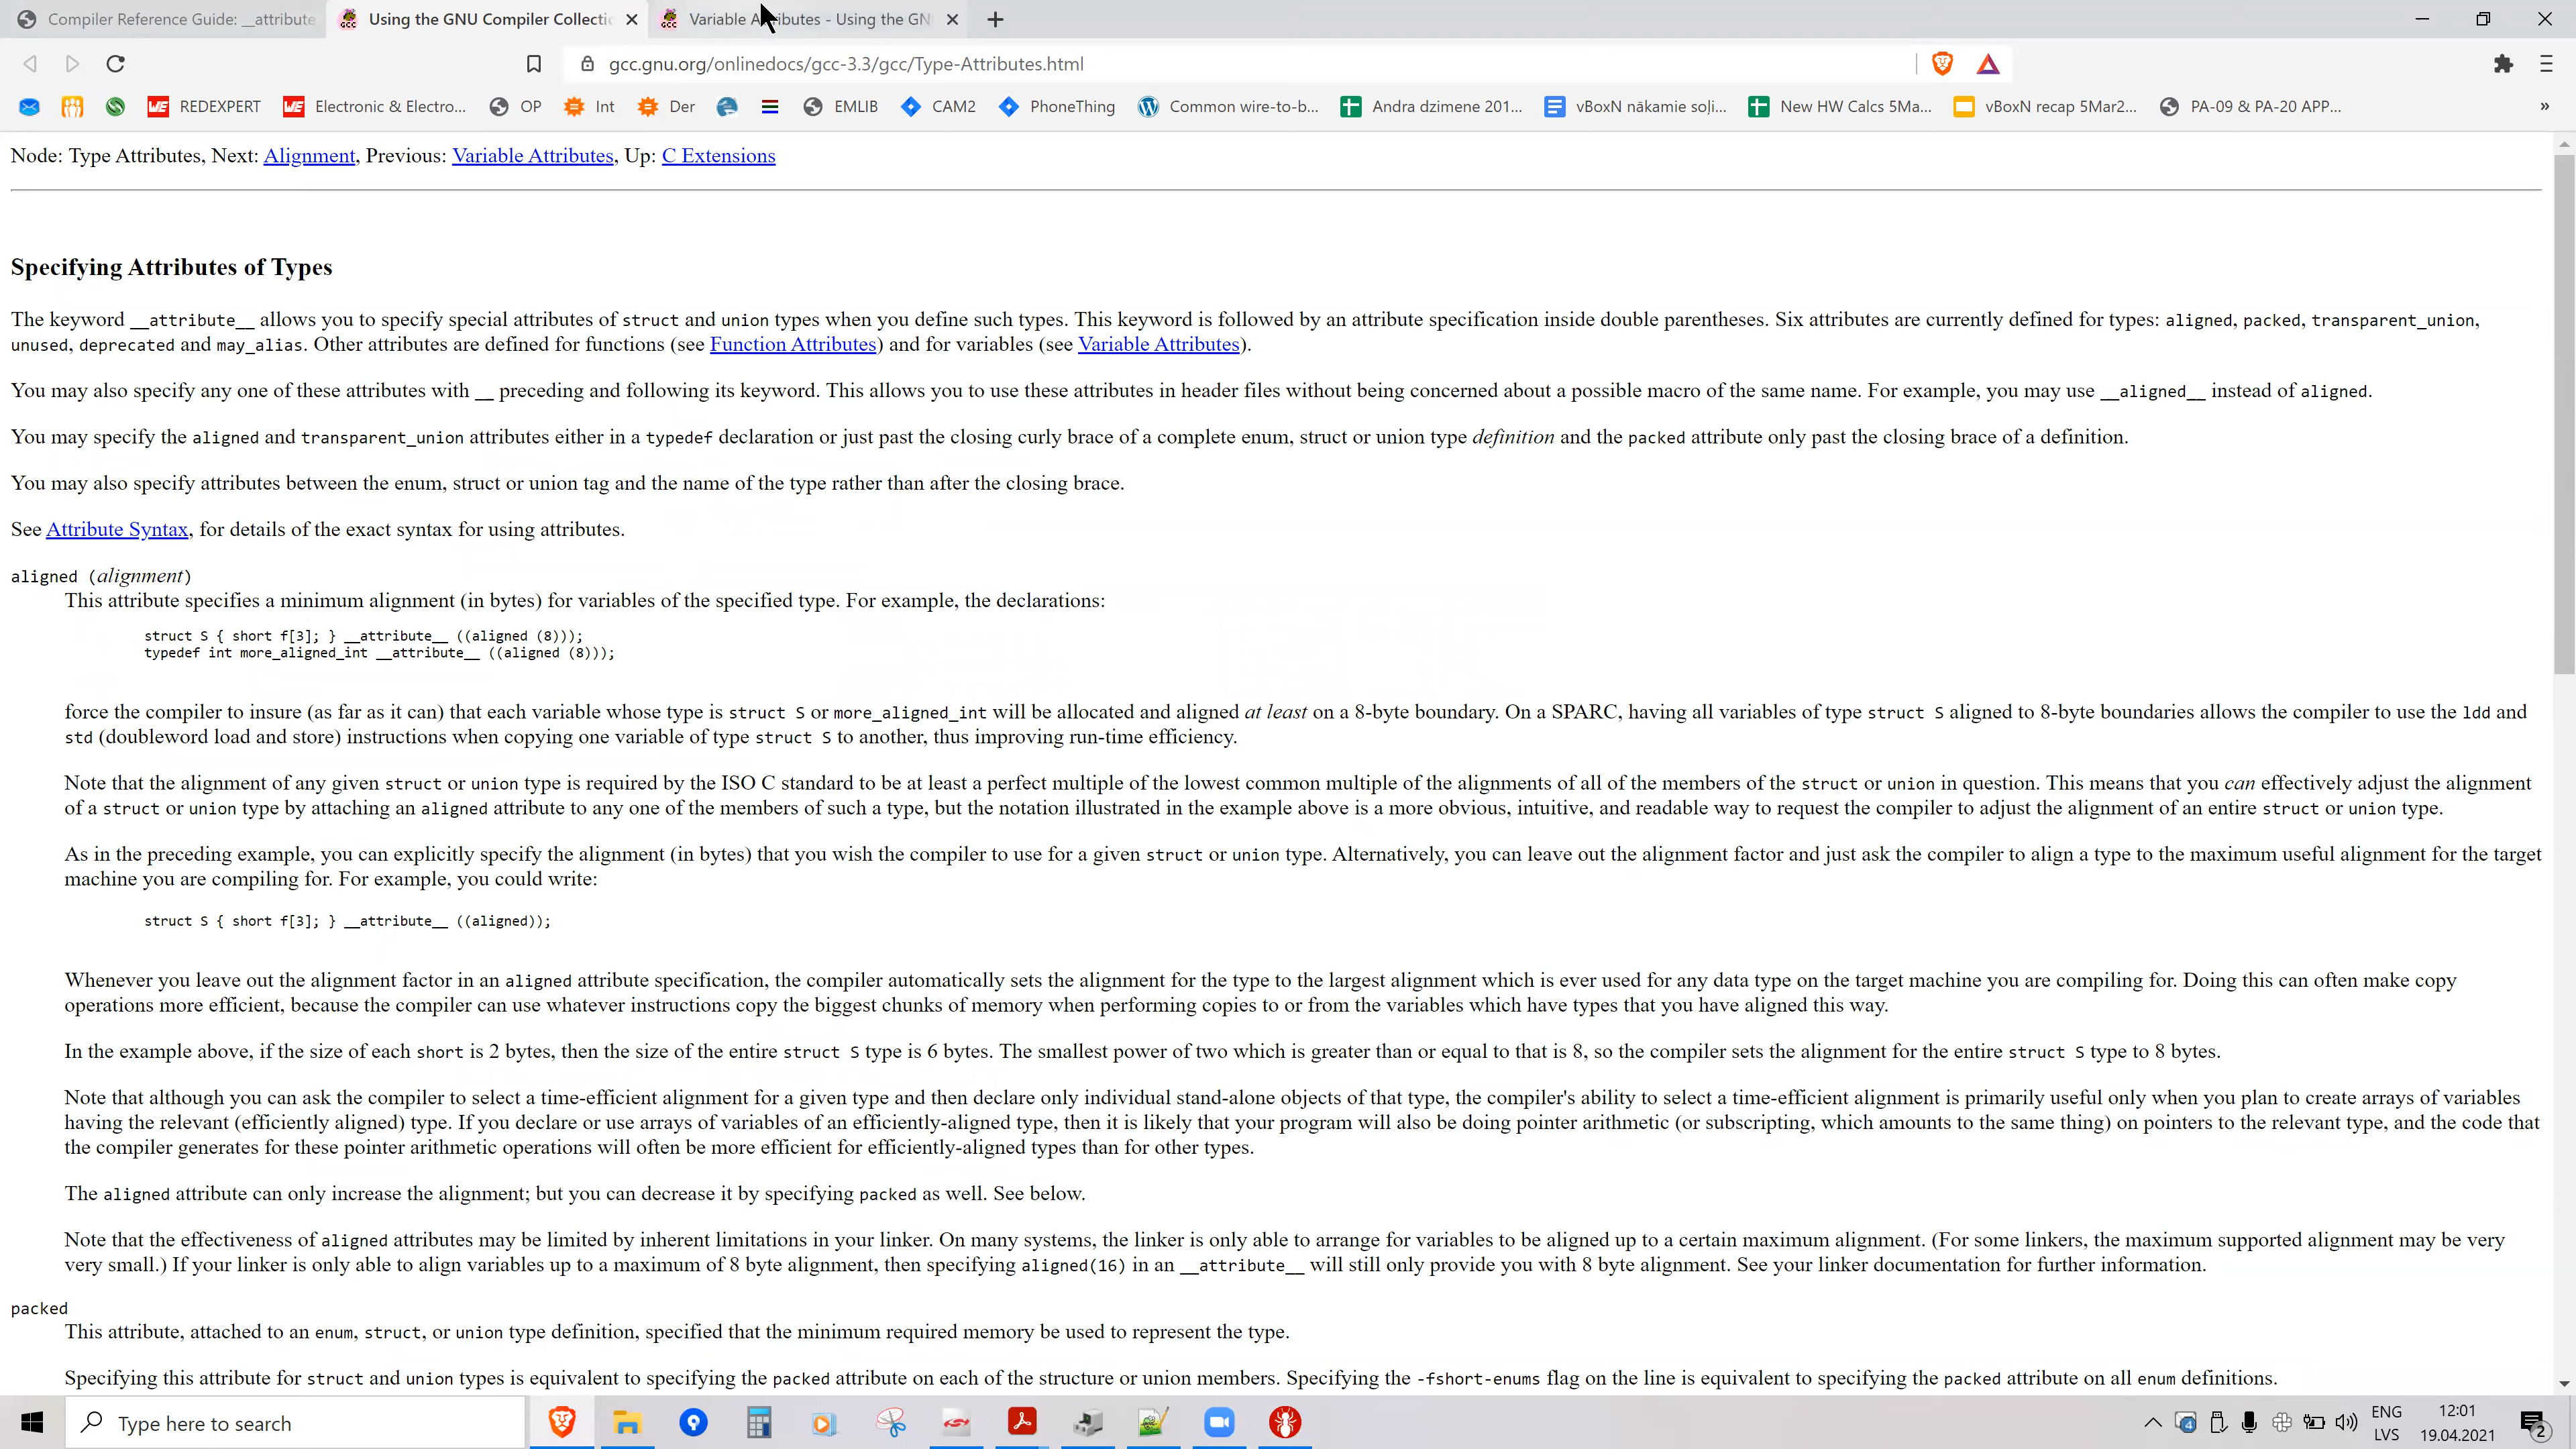 Compiler Reference Guide: __attribute
Using the GNU Compiler Collecti
Variable Attributes - Using the GN
gcc.gnu.org/onlinedocs/gcc-3.3/gcc/Type-Attributes.html
REDEXPERT Electronic & Electro... OP Int Der EMLIB CAM2 PhoneThing Common wire-to-b... Andra dzimene 201... vBoxN nākamie soļi... New HW Calcs 5Ma... vBoxN recap 5Mar2... PA-09 & PA-20 APP... »
Node: Type Attributes, Next: Alignment, Previous: Variable Attributes, Up: C Extensions
Specifying Attributes of Types
The keyword __attribute__ allows you to specify special attributes of struct and union types when you define such types. This keyword is followed by an attribute specification inside double parentheses. Six attributes are currently defined for types: aligned, packed, transparent_union,
unused, deprecated and may_alias. Other attributes are defined for functions (see Function Attributes) and for variables (see Variable Attributes).
You may also specify any one of these attributes with __ preceding and following its keyword. This allows you to use these attributes in header files without being concerned about a possible macro of the same name. For example, you may use __aligned__ instead of aligned.
You may specify the aligned and transparent_union attributes either in a typedef declaration or just past the closing curly brace of a complete enum, struct or union type definition and the packed attribute only past the closing brace of a definition.
You may also specify attributes between the enum, struct or union tag and the name of the type rather than after the closing brace.
See Attribute Syntax, for details of the exact syntax for using attributes.
aligned (alignment)
This attribute specifies a minimum alignment (in bytes) for variables of the specified type. For example, the declarations:
struct S { short f[3]; } __attribute__ ((aligned (8)));
typedef int more_aligned_int __attribute__ ((aligned (8)));
force the compiler to insure (as far as it can) that each variable whose type is struct S or more_aligned_int will be allocated and aligned at least on a 8-byte boundary. On a SPARC, having all variables of type struct S aligned to 8-byte boundaries allows the compiler to use the ldd and
std (doubleword load and store) instructions when copying one variable of type struct S to another, thus improving run-time efficiency.
Note that the alignment of any given struct or union type is required by the ISO C standard to be at least a perfect multiple of the lowest common multiple of the alignments of all of the members of the struct or union in question. This means that you can effectively adjust the alignment
of a struct or union type by attaching an aligned attribute to any one of the members of such a type, but the notation illustrated in the example above is a more obvious, intuitive, and readable way to request the compiler to adjust the alignment of an entire struct or union type.
As in the preceding example, you can explicitly specify the alignment (in bytes) that you wish the compiler to use for a given struct or union type. Alternatively, you can leave out the alignment factor and just ask the compiler to align a type to the maximum useful alignment for the target
machine you are compiling for. For example, you could write:
struct S { short f[3]; } __attribute__ ((aligned));
Whenever you leave out the alignment factor in an aligned attribute specification, the compiler automatically sets the alignment for the type to the largest alignment which is ever used for any data type on the target machine you are compiling for. Doing this can often make copy
operations more efficient, because the compiler can use whatever instructions copy the biggest chunks of memory when performing copies to or from the variables which have types that you have aligned this way.
In the example above, if the size of each short is 2 bytes, then the size of the entire struct S type is 6 bytes. The smallest power of two which is greater than or equal to that is 8, so the compiler sets the alignment for the entire struct S type to 8 bytes.
Note that although you can ask the compiler to select a time-efficient alignment for a given type and then declare only individual stand-alone objects of that type, the compiler's ability to select a time-efficient alignment is primarily useful only when you plan to create arrays of variables
having the relevant (efficiently aligned) type. If you declare or use arrays of variables of an efficiently-aligned type, then it is likely that your program will also be doing pointer arithmetic (or subscripting, which amounts to the same thing) on pointers to the relevant type, and the code that
the compiler generates for these pointer arithmetic operations will often be more efficient for efficiently-aligned types than for other types.
The aligned attribute can only increase the alignment; but you can decrease it by specifying packed as well. See below.
Note that the effectiveness of aligned attributes may be limited by inherent limitations in your linker. On many systems, the linker is only able to arrange for variables to be aligned up to a certain maximum alignment. (For some linkers, the maximum supported alignment may be very
very small.) If your linker is only able to align variables up to a maximum of 8 byte alignment, then specifying aligned(16) in an __attribute__ will still only provide you with 8 byte alignment. See your linker documentation for further information.
packed
This attribute, attached to an enum, struct, or union type definition, specified that the minimum required memory be used to represent the type.
Specifying this attribute for struct and union types is equivalent to specifying the packed attribute on each of the structure or union members. Specifying the -fshort-enums flag on the line is equivalent to specifying the packed attribute on all enum definitions.
Type here to search
4
ENG
LVS
12:01
19.04.2021
2